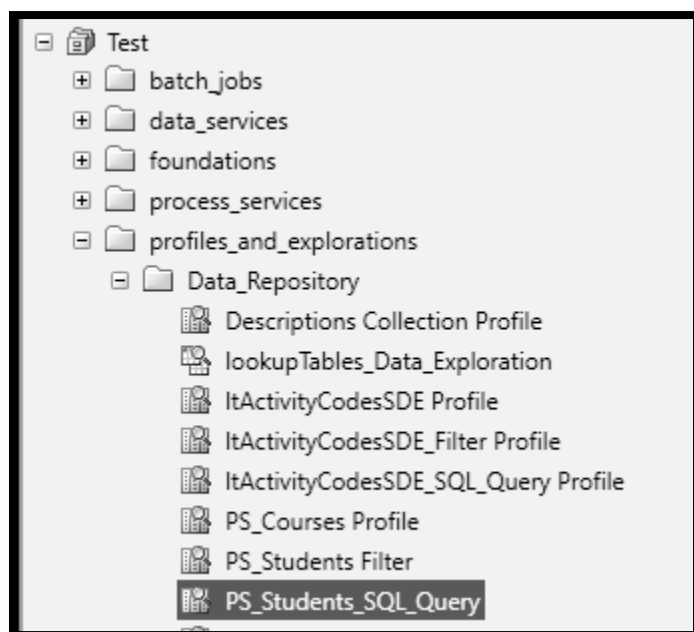 Test
batch_jobs
data_services
foundations
process_services
profiles_and_explorations
Data_Repository
Descriptions Collection Profile
lookupTables_Data_Exploration
ltActivityCodesSDE Profile
ltActivityCodesSDE_Filter Profile
ltActivityCodesSDE_SQL_Query Profile
PS_Courses Profile
PS_Students Filter
PS_Students_SQL_Query